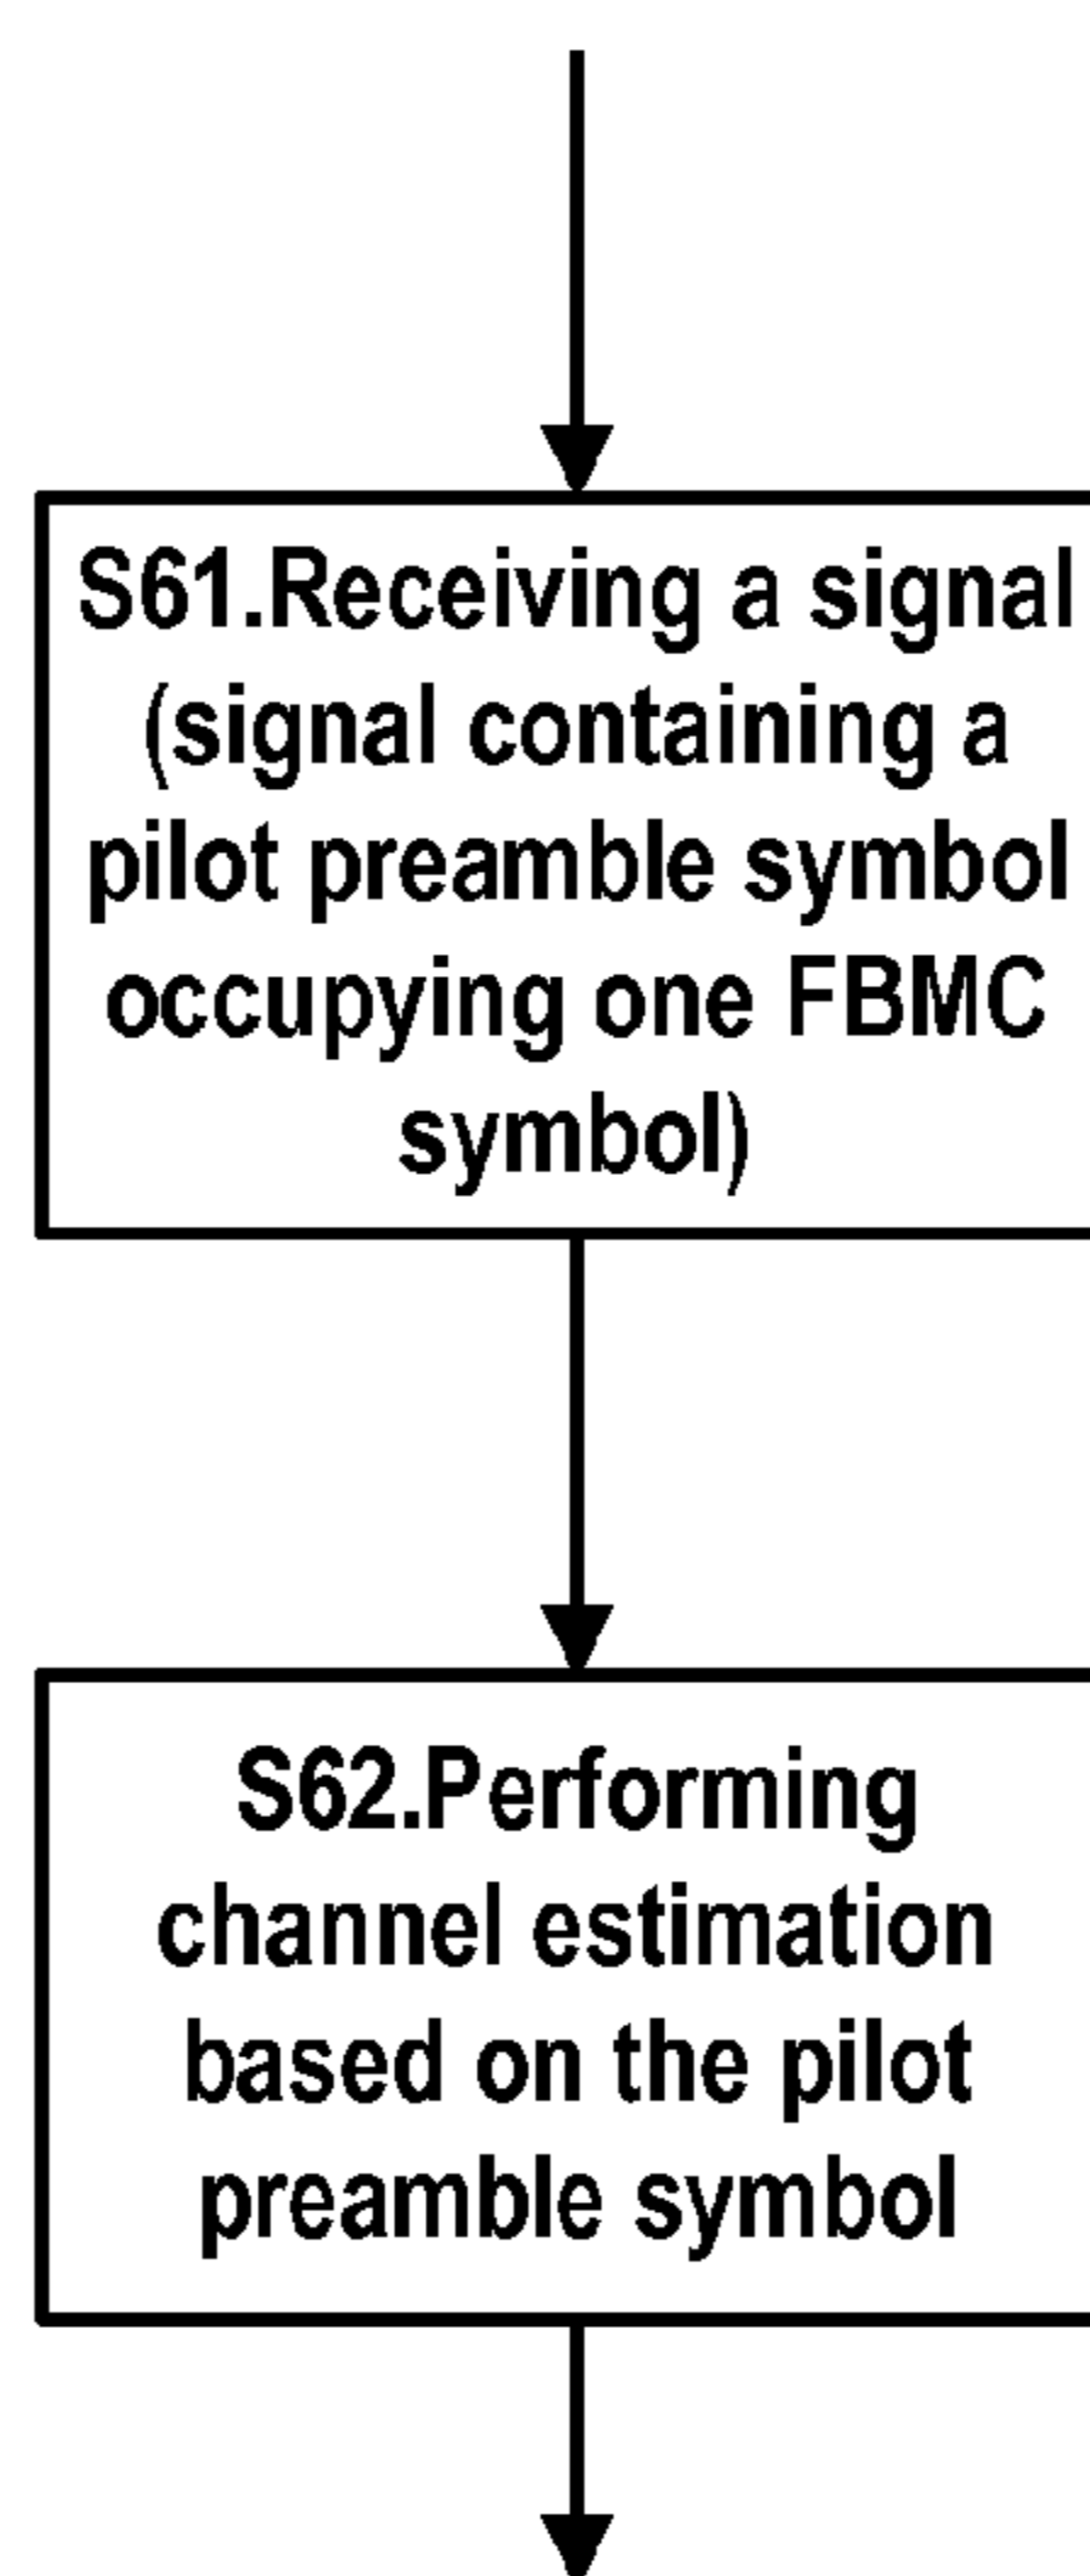 S61.Receiving a signal
(signal containing a
pilot preamble symbol
occupying one FBMC
symbol)
S62.Performing
channel estimation
based on the pilot
preamble symbol